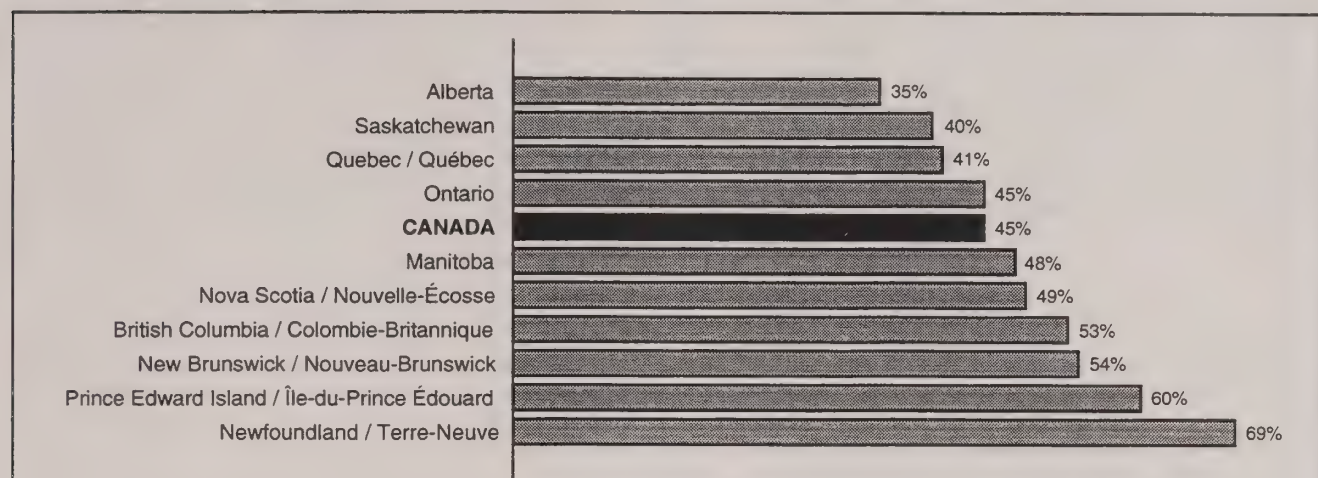 Alberta 35%
Saskatchewan 40%
Quebec / Québec 41%
Ontario 45%
CANADA 45%
Manitoba 48%
Nova Scotia / Nouvelle-Écosse 49%
British Columbia / Colombie-Britannique 53%
New Brunswick / Nouveau-Brunswick 54%
Prince Edward Island / Île-du-Prince Édouard 60%
Newfoundland / Terre-Neuve 69%